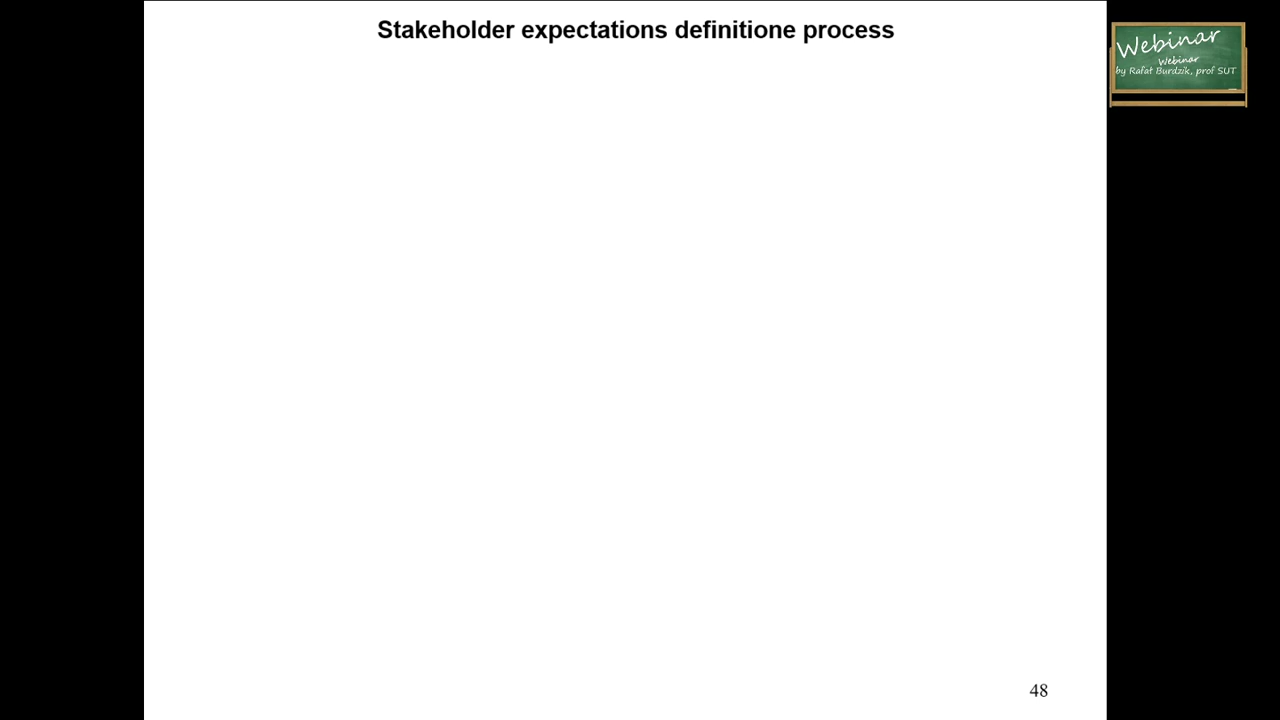 Stakeholder expectations definitione process
Webinar
Webinar
by Rafał Burdzik, prof SUT
48